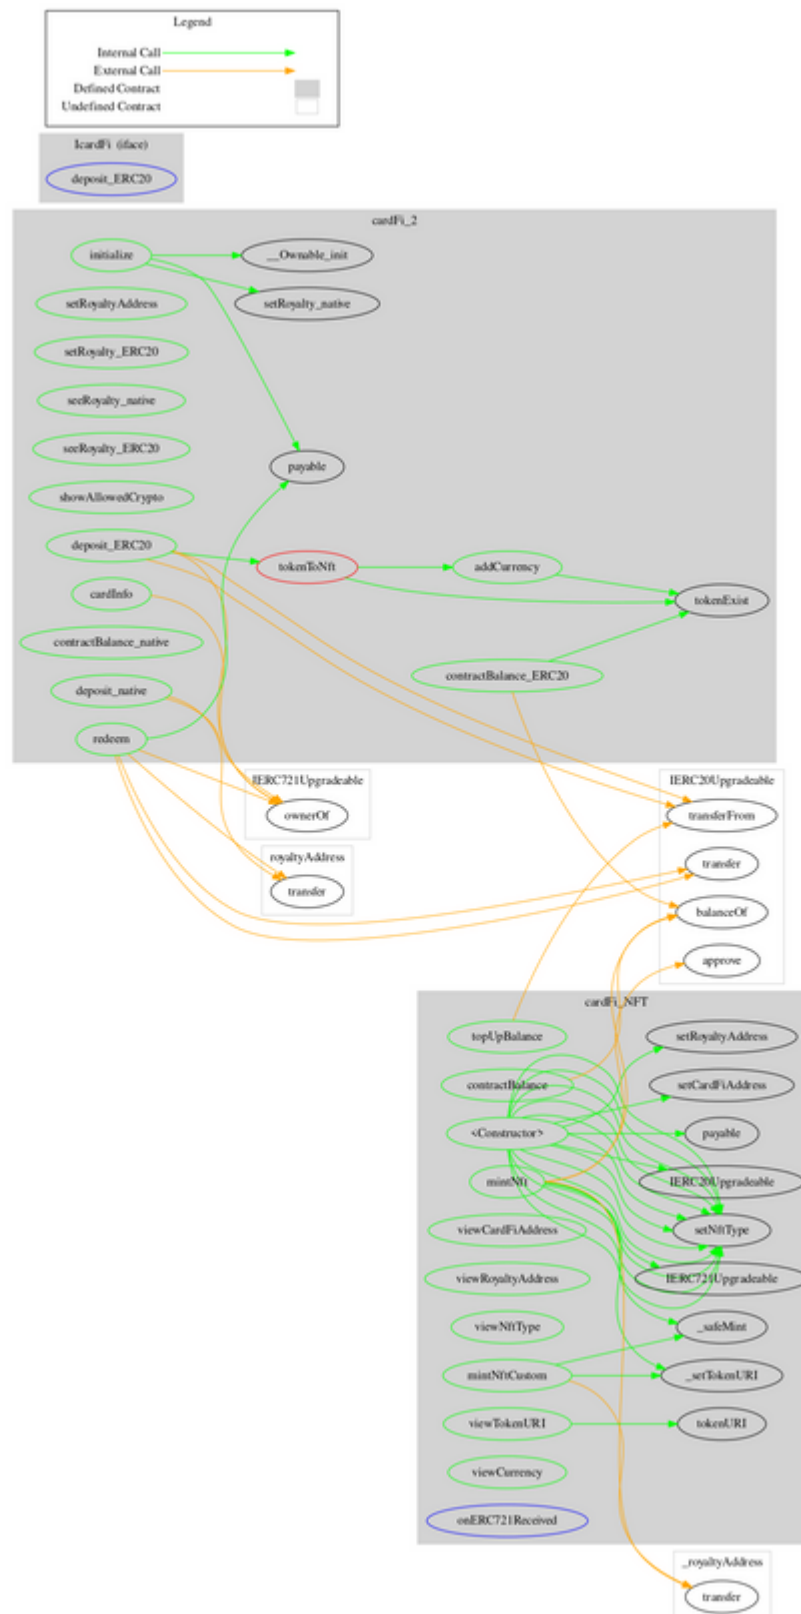 Legend
Internal Call
External Call
Defined Contract
Undefined Contract
IcardFi (iface)
deposit_ERC20
cardFi_2
initialize
__Ownable_init
setRoyaltyAddress
setRoyalty_native
setRoyalty_ERC20
seeRoyalty_native
seeRoyalty_ERC20
payable
showAllowedCrypto
deposit_ERC20
tokenToNft
addCurrency
cardInfo
tokenExist
contractBalance_native
contractBalance_ERC20
deposit_native
redeem
IERC721Upgradeable
ownerOf
royaltyAddress
transfer
IERC20Upgradeable
transferFrom
transfer
balanceOf
approve
cardFi_NFT
topUpBalance
setRoyaltyAddress
contractBalance
setCardFiAddress
<Constructor>
payable
mintNft
IERC20Upgradeable
viewCardFiAddress
setNftType
viewRoyaltyAddress
IERC721Upgradeable
viewNftType
_safeMint
mintNftCustom
_setTokenURI
viewTokenURI
tokenURI
viewCurrency
onERC721Received
_royaltyAddress
transfer